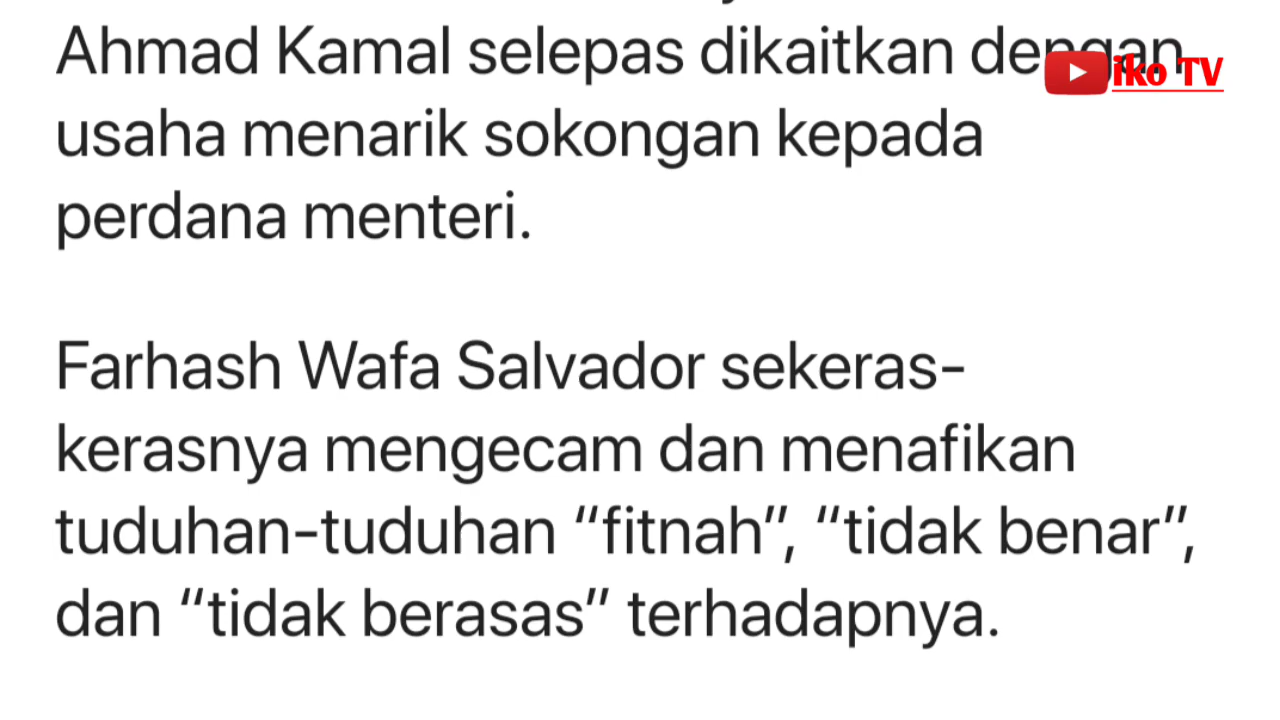 Ahmad Kamal selepas dikaitkan dengan
iko TV
usaha menarik sokongan kepada
perdana menteri.
Farhash Wafa Salvador sekeras-
kerasnya mengecam dan menafikan
tuduhan-tuduhan “fitnah”, “tidak benar”,
dan “tidak berasas” terhadapnya.